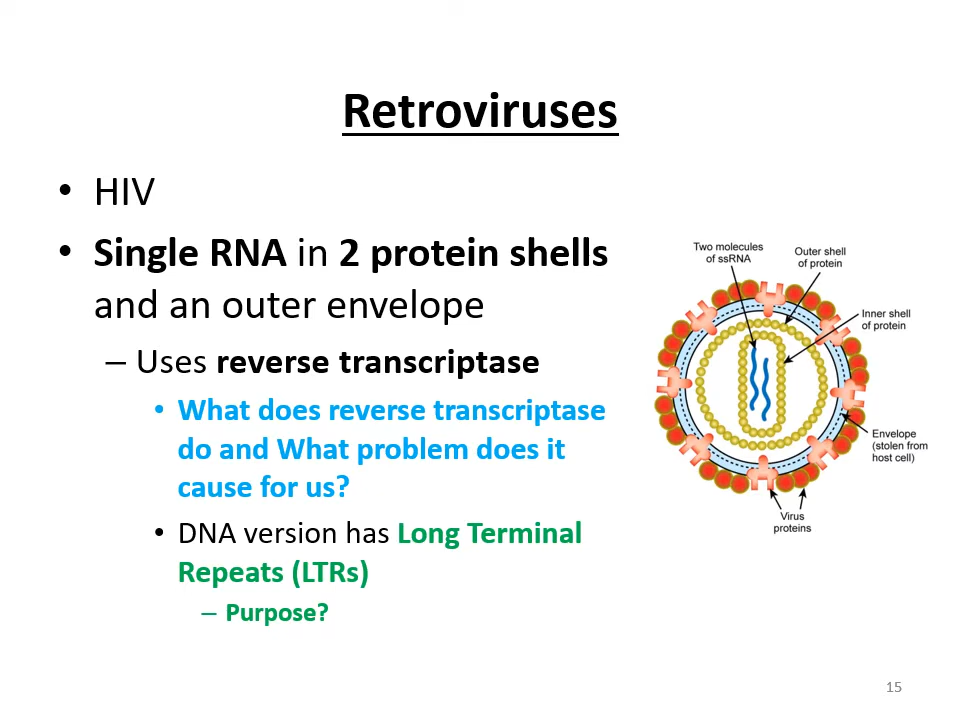 Retroviruses
• HIV
• Single RNA in 2 protein shells
and an outer envelope
– Uses reverse transcriptase
• What does reverse transcriptase
do and What problem does it
cause for us?
• DNA version has Long Terminal
Repeats (LTRs)
– Purpose?
Two molecules
of ssRNA
Outer shell
of protein
Inner shell
of protein
Envelope
(stolen from
host cell)
Virus
proteins
15